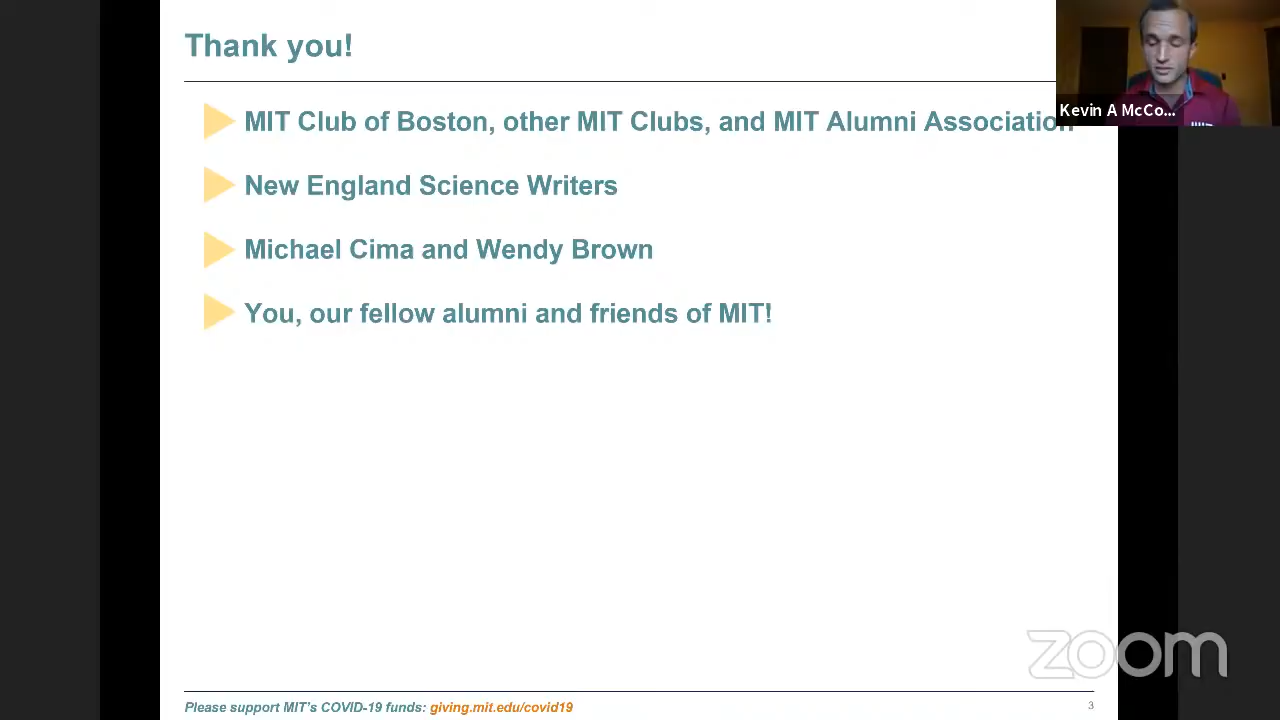 Thank you!
Kevin A McCo...
MIT Club of Boston, other MIT Clubs, and MIT Alumni Association
New England Science Writers
Michael Cima and Wendy Brown
You, our fellow alumni and friends of MIT!
zoom
Please support MIT's COVID-19 funds: giving.mit.edu/covid19
3